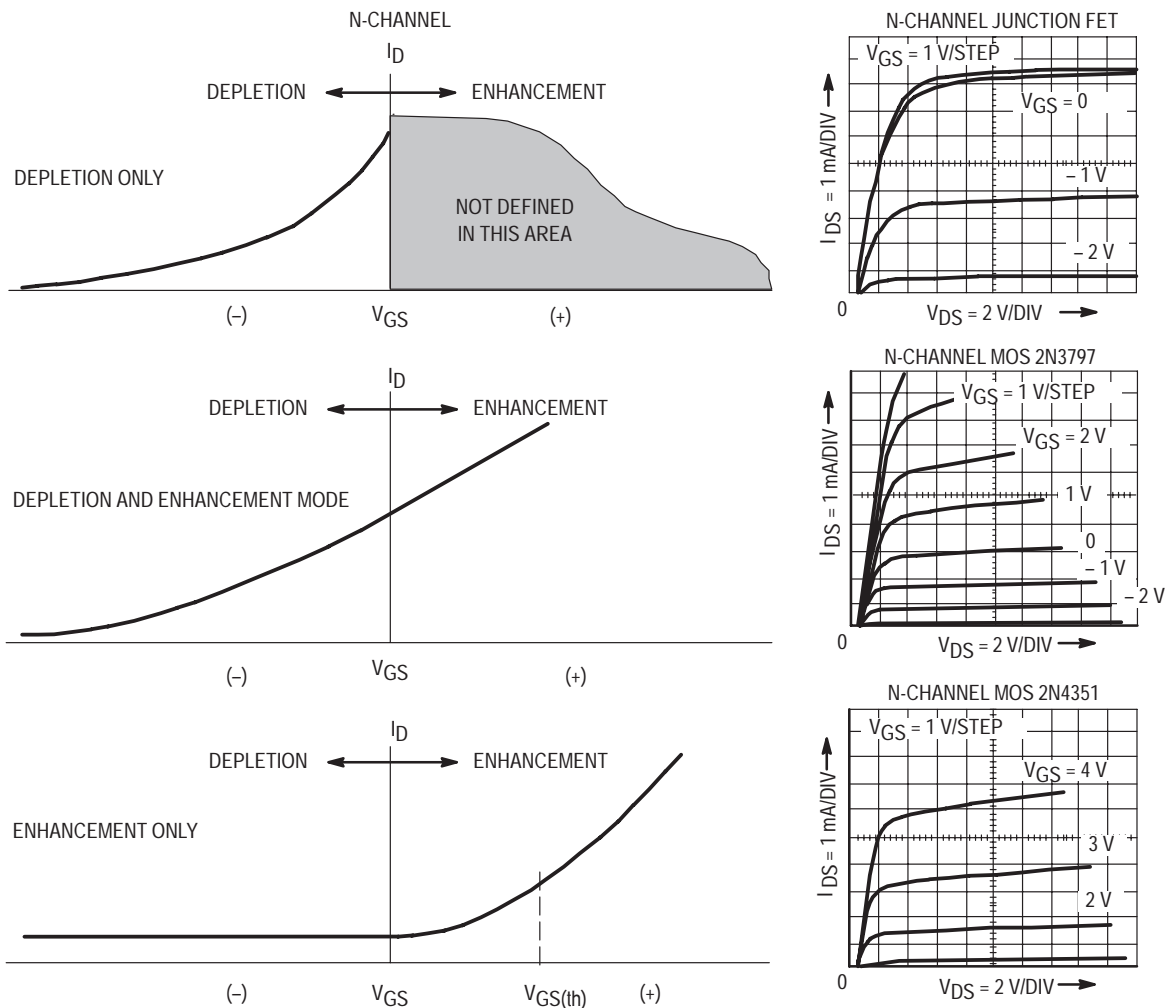 N-CHANNEL
I_D
DEPLETION ENHANCEMENT
DEPLETION ONLY
NOT DEFINED
IN THIS AREA
(–) V_GS (+)
N-CHANNEL JUNCTION FET
V_GS = 1 V/STEP
V_GS = 0
– 1 V
– 2 V
I_DS = 1 mA/DIV
0
V_DS = 2 V/DIV
I_D
DEPLETION ENHANCEMENT
DEPLETION AND ENHANCEMENT MODE
(–) V_GS (+)
N-CHANNEL MOS 2N3797
V_GS = 1 V/STEP
V_GS = 2 V
1 V
0
– 1 V
– 2 V
I_DS = 1 mA/DIV
0
V_DS = 2 V/DIV
I_D
DEPLETION ENHANCEMENT
ENHANCEMENT ONLY
(–) V_GS V_GS(th) (+)
N-CHANNEL MOS 2N4351
V_GS = 1 V/STEP
V_GS = 4 V
3 V
2 V
I_DS = 1 mA/DIV
0
V_DS = 2 V/DIV